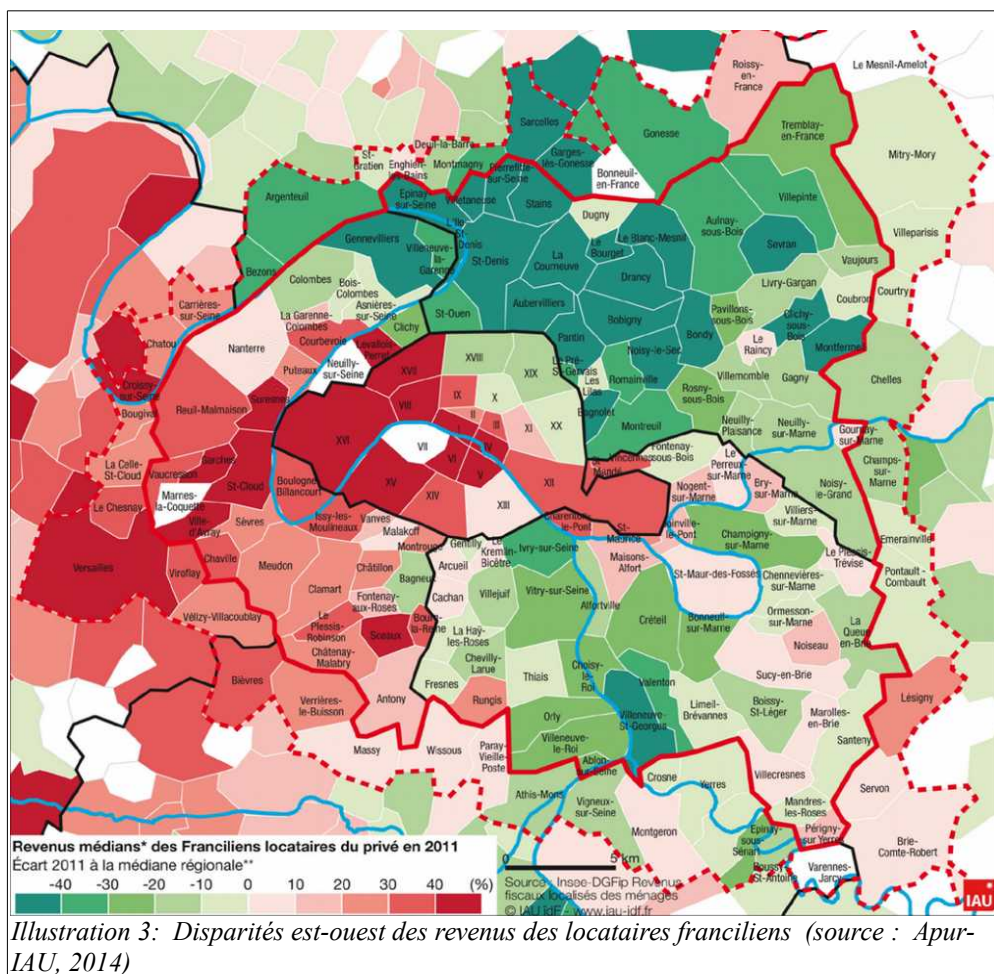 Roissy-
en-
France
Le Mesnil-Amelot
Sarcelles
Gonesse
Tremblay-
en-France
Deuil-la-Barre
St-
Gratien
Enghien-
les-Bains
Montmagny
Garges-
lès-Gonesse
Mitry-Mory
Pierrefitte-
sur-Seine
Bonneuil-
en-France
Argenteuil
Epinay-
sur-Seine
Villetaneuse
Stains
Villepinte
Dugny
Villeparisis
Aulnay-
sous-Bois
Gennevilliers
L'Ile-
St-
Denis
Villeneuve-
la-
Garenne
St-Denis
La
Courneuve
Le
Bourget
Le Blanc-Mesnil
Sevran
Vaujours
Bezons
Colombes
Bois-
Colombes
Drancy
Livry-Gargan
Courtry
Coubron
Asnières-
sur-Seine
Aubervilliers
Bobigny
Carrières-
sur-Seine
La Garenne-
Colombes
St-Ouen
Pavillons-
sous-Bois
Clichy-
sous-
Bois
Clichy
Pantin
Bondy
Montfermeil
Chatou
Nanterre
Courbevoie
Levallois-
Perret
Noisy-le-Sec
Le
Raincy
Puteaux
Neuilly-
sur-Seine
XVII
XVIII
XIX
Le Pré-
St-Gervais
Romainville
Villemomble
Gagny
Chelles
Croissy-
sur-Seine
Les
Lilas
Rosny-
sous-Bois
Bougival
Rueil-Malmaison
Suresnes
VIII
IX
X
II
III
I
XI
XX
Bagnolet
Montreuil
Neuilly-
Plaisance
Neuilly-
sur-Marne
Gournay-
sur-Marne
XVI
VII
IV
VI
V
Fontenay-
sous-Bois
Vincennes
St-
Mandé
Le
Perreux-
sur-Marne
Champs-
sur-
Marne
La Celle-
St-Cloud
Vaucresson
Garches
St-Cloud
Boulogne-
Billancourt
XV
XII
Nogent-
sur-Marne
Bry-
sur-Marne
Noisy-
le-Grand
Marnes-
la-Coquette
Le Chesnay
Ville-
d'Avray
Sèvres
Issy-les-
Moulineaux
XIV
XIII
Charenton-
le-Pont
St-
Maurice
Joinville-
le-Pont
Villiers-
sur-Marne
Vanves
Malakoff
Emerainville
Versailles
Viroflay
Chaville
Meudon
Montrouge
Gentilly
Le
Kremlin-
Bicêtre
Ivry-sur-Seine
Maisons-
Alfort
Champigny-
sur-Marne
Le Plessis-
Trévise
Pontault-
Combault
Châtillon
Arcueil
St-Maur-des-Fossés
Clamart
Bagneux
Chennevières-
sur-Marne
Fontenay-
aux-Roses
Cachan
Villejuif
Vitry-sur-Seine
Alfortville
Vélizy-Villacoublay
Le
Plessis-
Robinson
Sceaux
Bourg-
la-Reine
Créteil
Bonneuil-
sur-Marne
Ormesson-
sur-Marne
La
Queue-
en-Brie
La Haÿ-
les-Roses
Châtenay-
Malabry
Chevilly-
Larue
Noiseau
Bièvres
Fresnes
Thiais
Choisy-
le-
Roi
Valenton
Sucy-en-Brie
Verrières-
le-Buisson
Antony
Rungis
Lésigny
Orly
Villeneuve-
St-Georges
Limeil-
Brévannes
Boissy-
St-Léger
Marolles-
en-Brie
Massy
Wissous
Paray-
Vieille-
Poste
Villeneuve-
le-Roi
Santeny
Ablon-
sur-Seine
Crosne
Yerres
Villecresnes
Servon
Athis-Mons
Vigneux-
sur-Seine
Mandres-
les-Roses
Montgeron
Epinay-
sous-
Sénart
Périgny-
sur Yerres
Brie-
Comte-Robert
Boussy-
St-Antoine
Varennes-
Jarcy
Revenus médians* des Franciliens locataires du privé en 2011
Écart 2011 à la médiane régionale**
-40 -30 -20 -10 0 10 20 30 40 (%)
0 5 km
Source : Insee-DGFip Revenus
fiscaux localisés des ménages
© IAU îdF - www.iau-idf.fr
IAU
Illustration 3: Disparités est-ouest des revenus des locataires franciliens (source : Apur-
IAU, 2014)